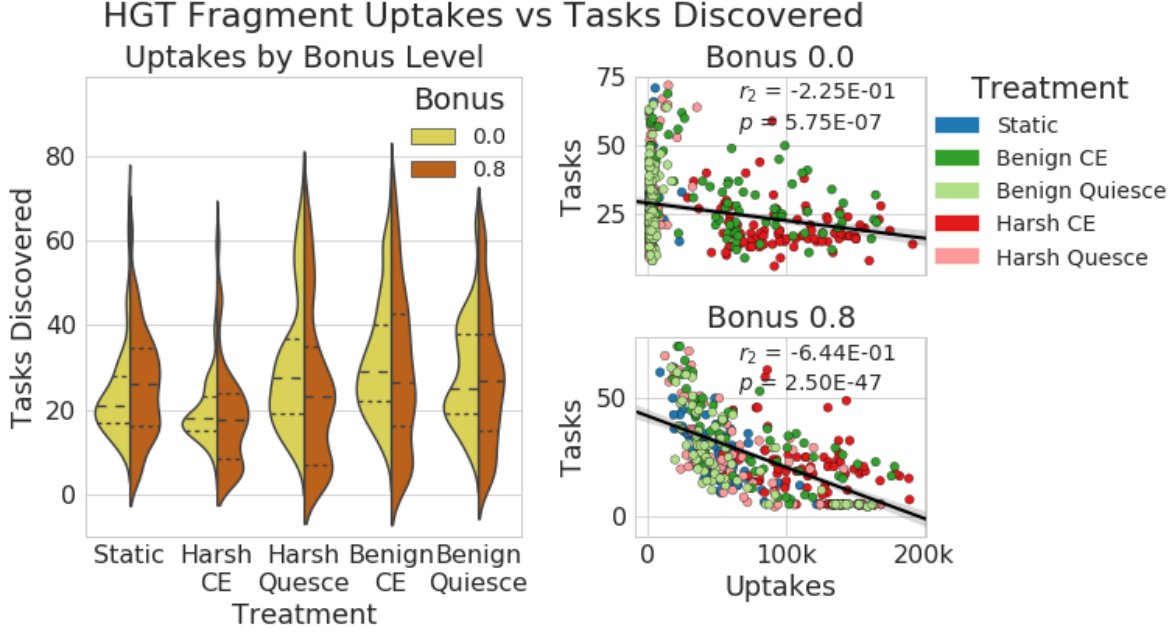 HGT Fragment Uptakes vs Tasks Discovered
Uptakes by Bonus Level
Tasks Discovered
80
60
40
20
0
Bonus
0.0
0.8
Static
Harsh CE
Harsh Quesce
Benign CE
Benign Quiesce
Treatment
Bonus 0.0
Tasks
75
50
25
r2 = -2.25E-01
p = 5.75E-07
Bonus 0.8
Tasks
50
0
r2 = -6.44E-01
p = 2.50E-47
0
100k
200k
Uptakes
Treatment
Static
Benign CE
Benign Quiesce
Harsh CE
Harsh Quesce